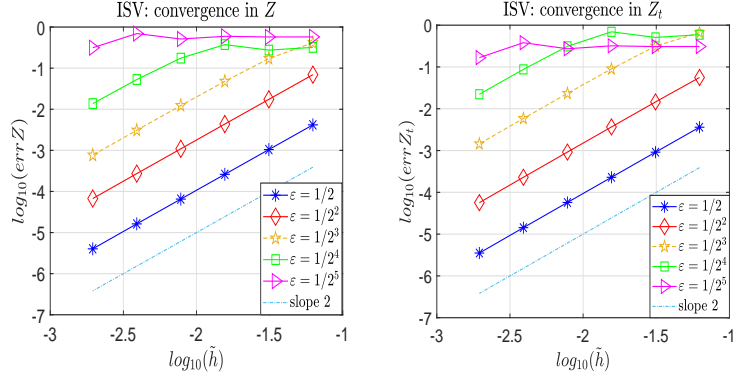 ISV: convergence in Z
0
-1
-2
-3
-4
-5
-6
-7
-3
-2.5
-2
-1.5
-1
log₁₀(errZ)
log₁₀(h̃)
ε = 1/2
ε = 1/2²
ε = 1/2³
ε = 1/2⁴
ε = 1/2⁵
slope 2
ISV: convergence in Zₜ
0
-1
-2
-3
-4
-5
-6
-7
-3
-2.5
-2
-1.5
-1
log₁₀(errZₜ)
log₁₀(h̃)
ε = 1/2
ε = 1/2²
ε = 1/2³
ε = 1/2⁴
ε = 1/2⁵
slope 2